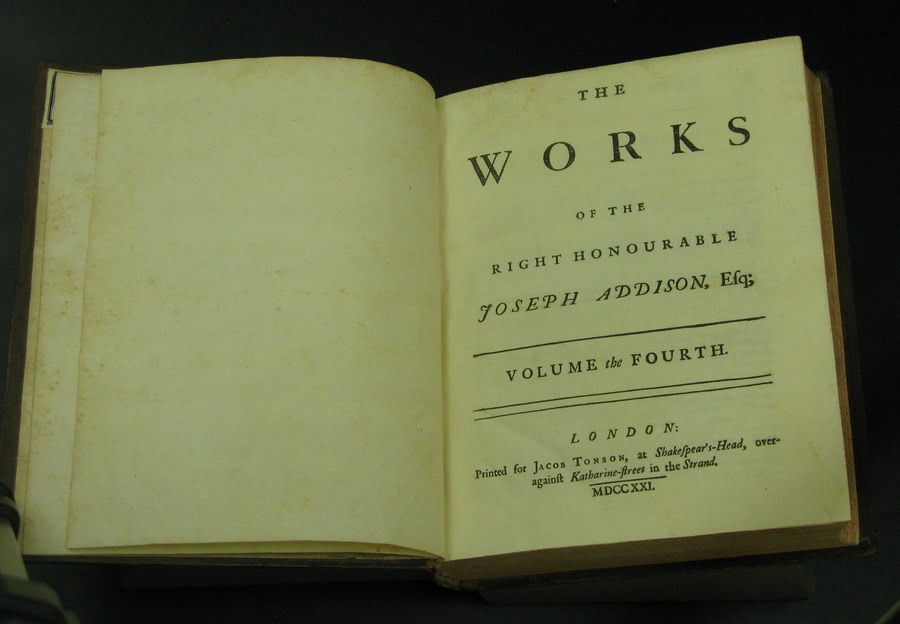 THE
WORKS
OF THE
RIGHT HONOURABLE
JOSEPH ADDISON, Eſq;
VOLUME the FOURTH.
LONDON:
Printed for JACOB TONSON, at Shakeſpear's-Head, over-
againſt Katharine-ſtreet in the Strand.
MDCCXXI.